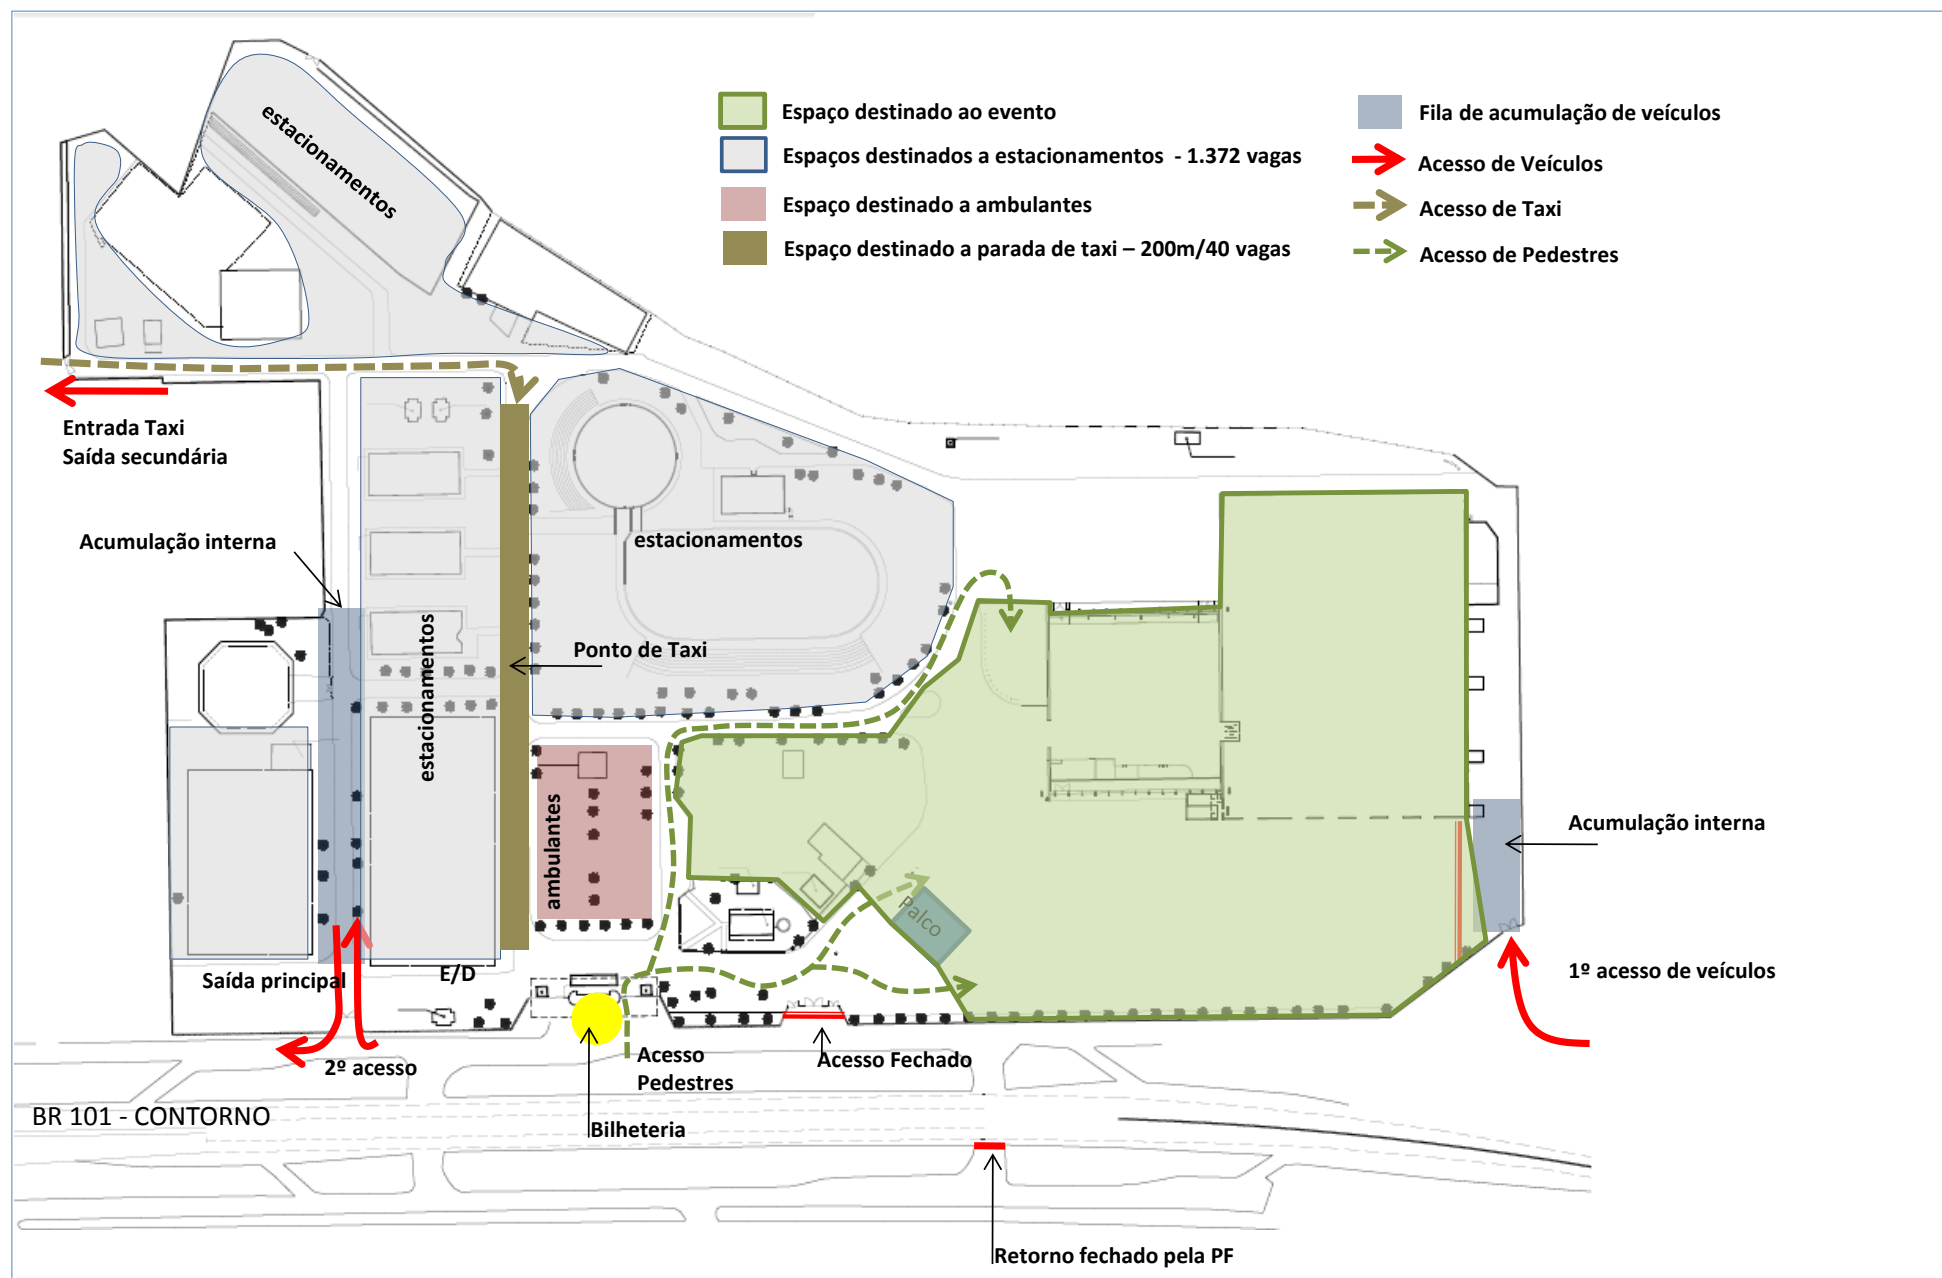 estacionamentos
Espaço destinado ao evento
Espaços destinados a estacionamentos - 1.372 vagas
Espaço destinado a ambulantes
Espaço destinado a parada de taxi – 200m/40 vagas
Fila de acumulação de veículos
Acesso de Veículos
Acesso de Taxi
Acesso de Pedestres
Entrada Taxi
Saída secundária
Acumulação interna
estacionamentos
estacionamentos
Ponto de Taxi
ambulantes
Palco
Acumulação interna
Saída principal
E/D
1º acesso de veículos
2º acesso
Acesso
Pedestres
Acesso Fechado
BR 101 - CONTORNO
Bilheteria
Retorno fechado pela PF